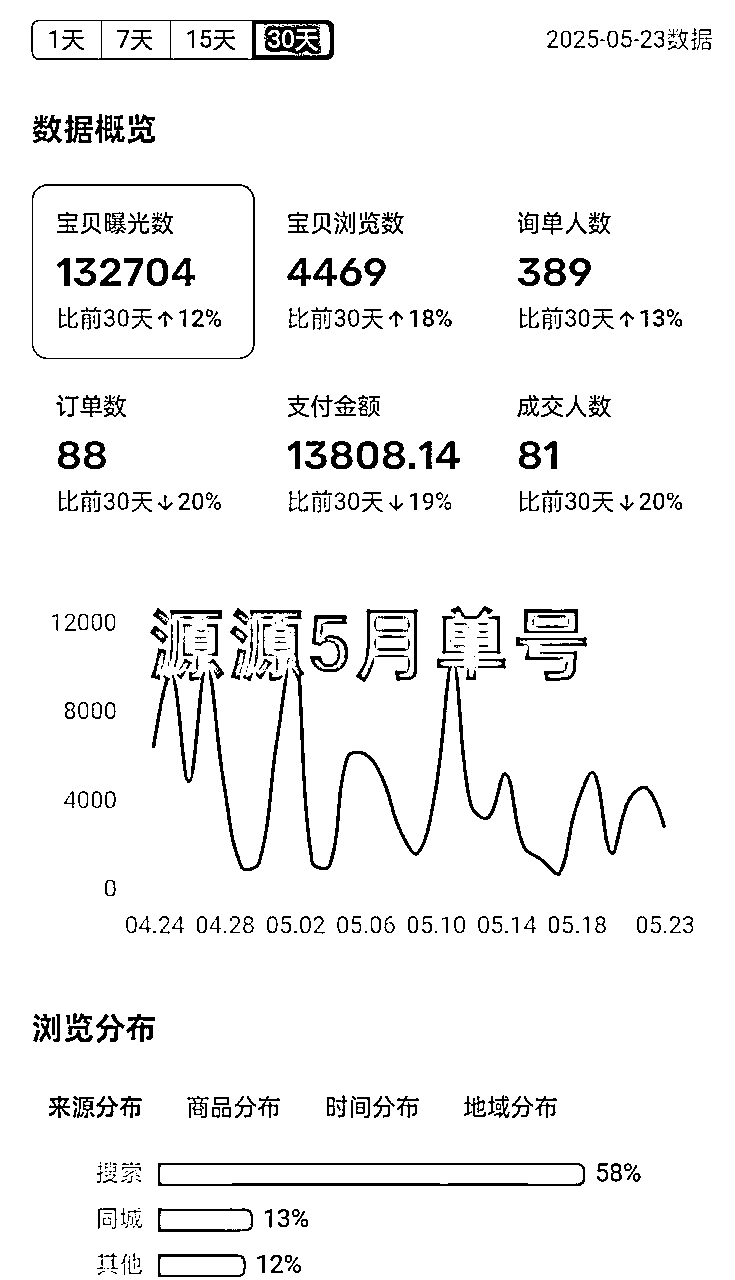 1天 7天 15天 30天 2025-05-23数据
数据概览
宝贝曝光数 宝贝浏览数 询单人数
132704 4469 389
比前30天↑12% 比前30天↑18% 比前30天↑13%
订单数 支付金额 成交人数
88 13808.14 81
比前30天↓20% 比前30天↓19% 比前30天↓20%
源源5月单号
12000
8000
4000
0
04.24 04.28 05.02 05.06 05.10 05.14 05.18 05.23
浏览分布
来源分布 商品分布 时间分布 地域分布
搜索 58%
同城 13%
其他 12%